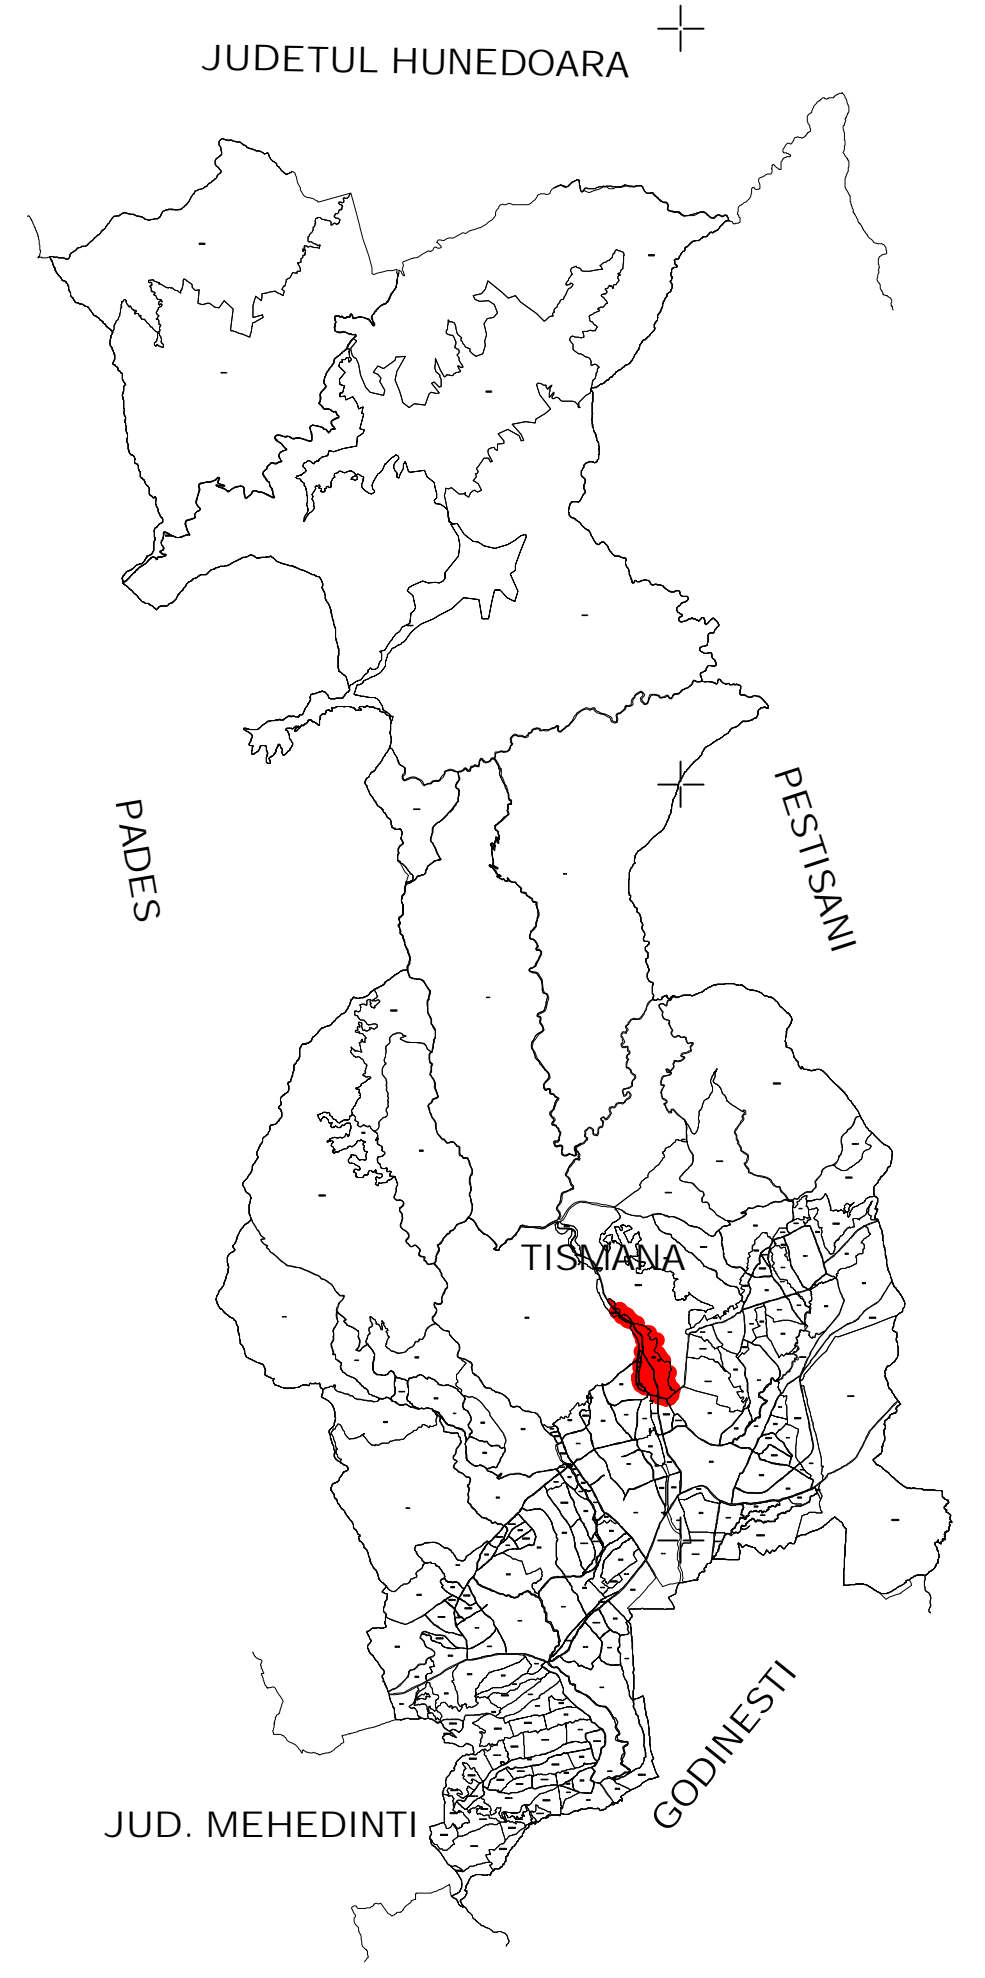 JUDETUL HUNEDOARA
PADES
PESTISANI
TISMANA
GODINESTI
JUD. MEHEDINTI